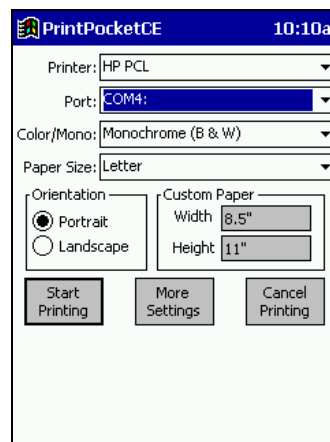 PrintPocketCE 10:10a
Printer: HP PCL
Port: COM4:
Color/Mono: Monochrome (B & W)
Paper Size: Letter
Orientation Custom Paper
Portrait Width 8.5"
Landscape Height 11"
Start More Cancel
Printing Settings Printing